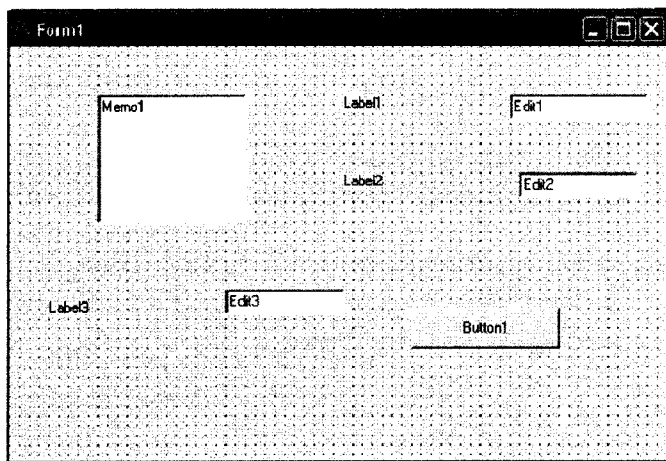 Form1
Memo1
Label1
Edit1
Label2
Edit2
Label3
Edit3
Button1